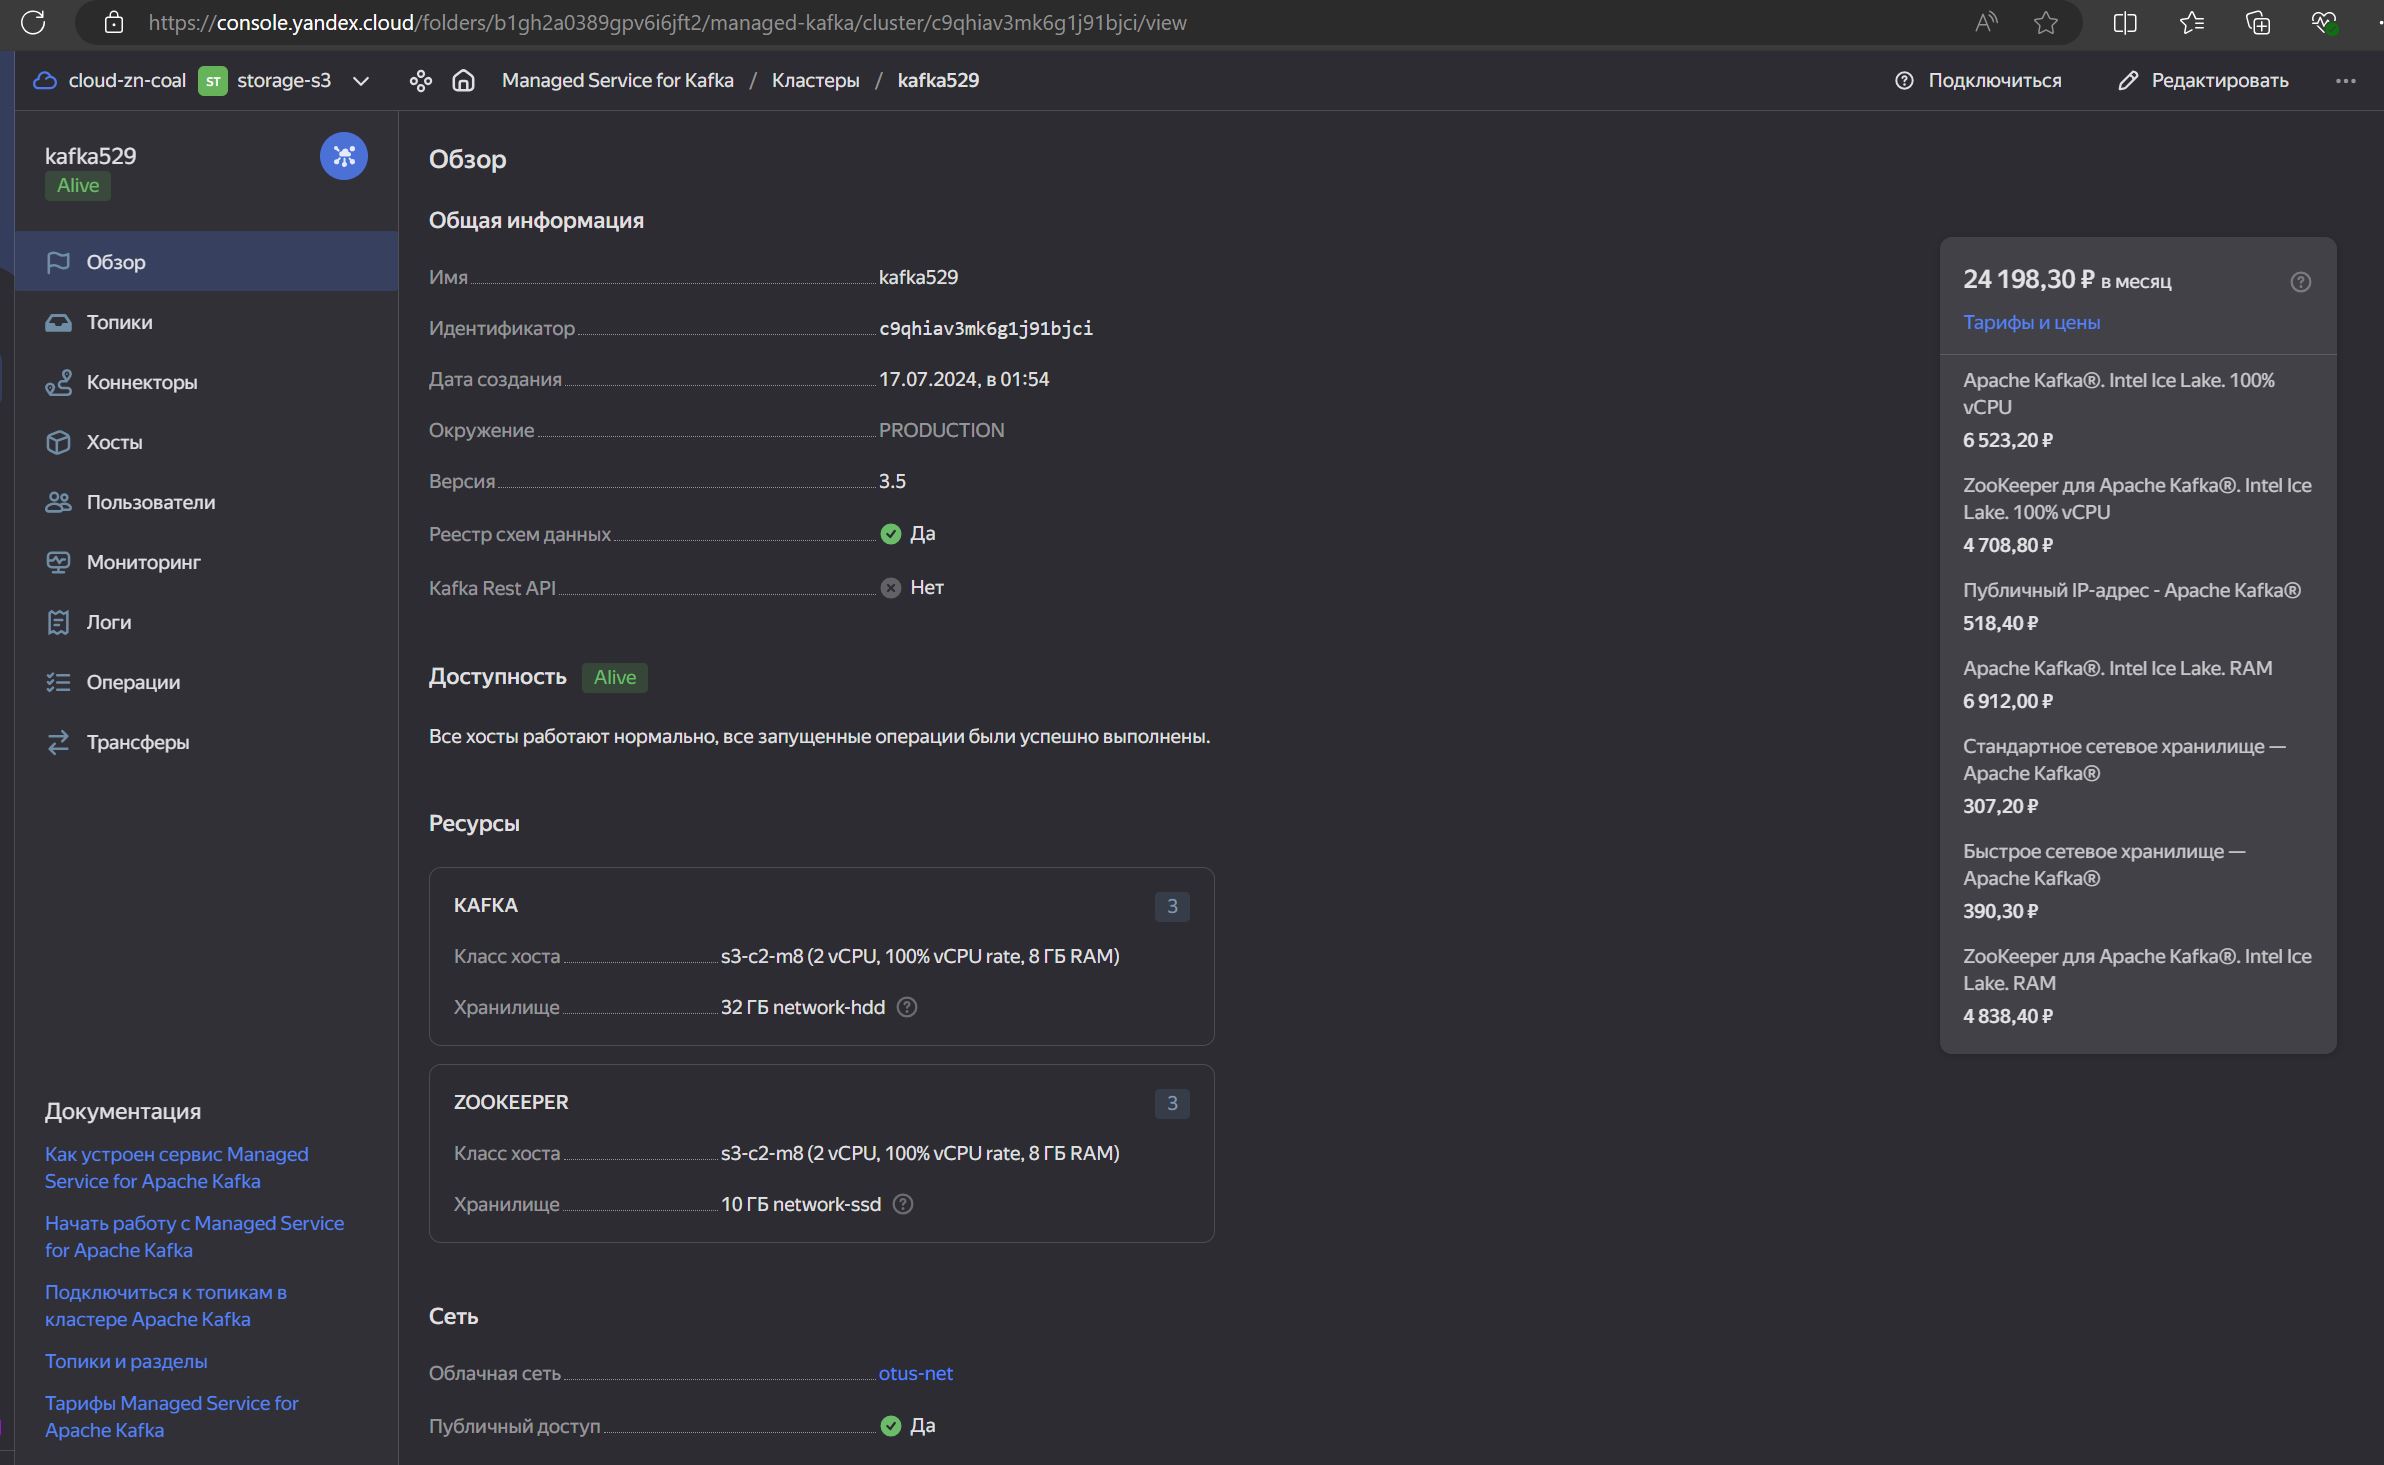 https://console.yandex.cloud/folders/b1gh2a0389gpv6i6jft2/managed-kafka/cluster/c9qhiav3mk6g1j91bjci/view
cloud-zn-coal ST storage-s3
Managed Service for Kafka / Кластеры / kafka529
Подключиться
Редактировать
kafka529
Alive
Обзор
Топики
Коннекторы
Хосты
Пользователи
Мониторинг
Логи
Операции
Трансферы
Документация
Как устроен сервис Managed
Service for Apache Kafka
Начать работу с Managed Service
for Apache Kafka
Подключиться к топикам в
кластере Apache Kafka
Топики и разделы
Тарифы Managed Service for
Apache Kafka
Обзор
Общая информация
Имя kafka529
Идентификатор c9qhiav3mk6g1j91bjci
Дата создания 17.07.2024, в 01:54
Окружение PRODUCTION
Версия 3.5
Реестр схем данных Да
Kafka Rest API Нет
Доступность Alive
Все хосты работают нормально, все запущенные операции были успешно выполнены.
Ресурсы
KAFKA 3
Класс хоста s3-c2-m8 (2 vCPU, 100% vCPU rate, 8 ГБ RAM)
Хранилище 32 ГБ network-hdd
ZOOKEEPER 3
Класс хоста s3-c2-m8 (2 vCPU, 100% vCPU rate, 8 ГБ RAM)
Хранилище 10 ГБ network-ssd
Сеть
Облачная сеть otus-net
Публичный доступ Да
24 198,30 ₽ в месяц
Тарифы и цены
Apache Kafka®. Intel Ice Lake. 100%
vCPU
6 523,20 ₽
ZooKeeper для Apache Kafka®. Intel Ice
Lake. 100% vCPU
4 708,80 ₽
Публичный IP-адрес - Apache Kafka®
518,40 ₽
Apache Kafka®. Intel Ice Lake. RAM
6 912,00 ₽
Стандартное сетевое хранилище —
Apache Kafka®
307,20 ₽
Быстрое сетевое хранилище —
Apache Kafka®
390,30 ₽
ZooKeeper для Apache Kafka®. Intel Ice
Lake. RAM
4 838,40 ₽